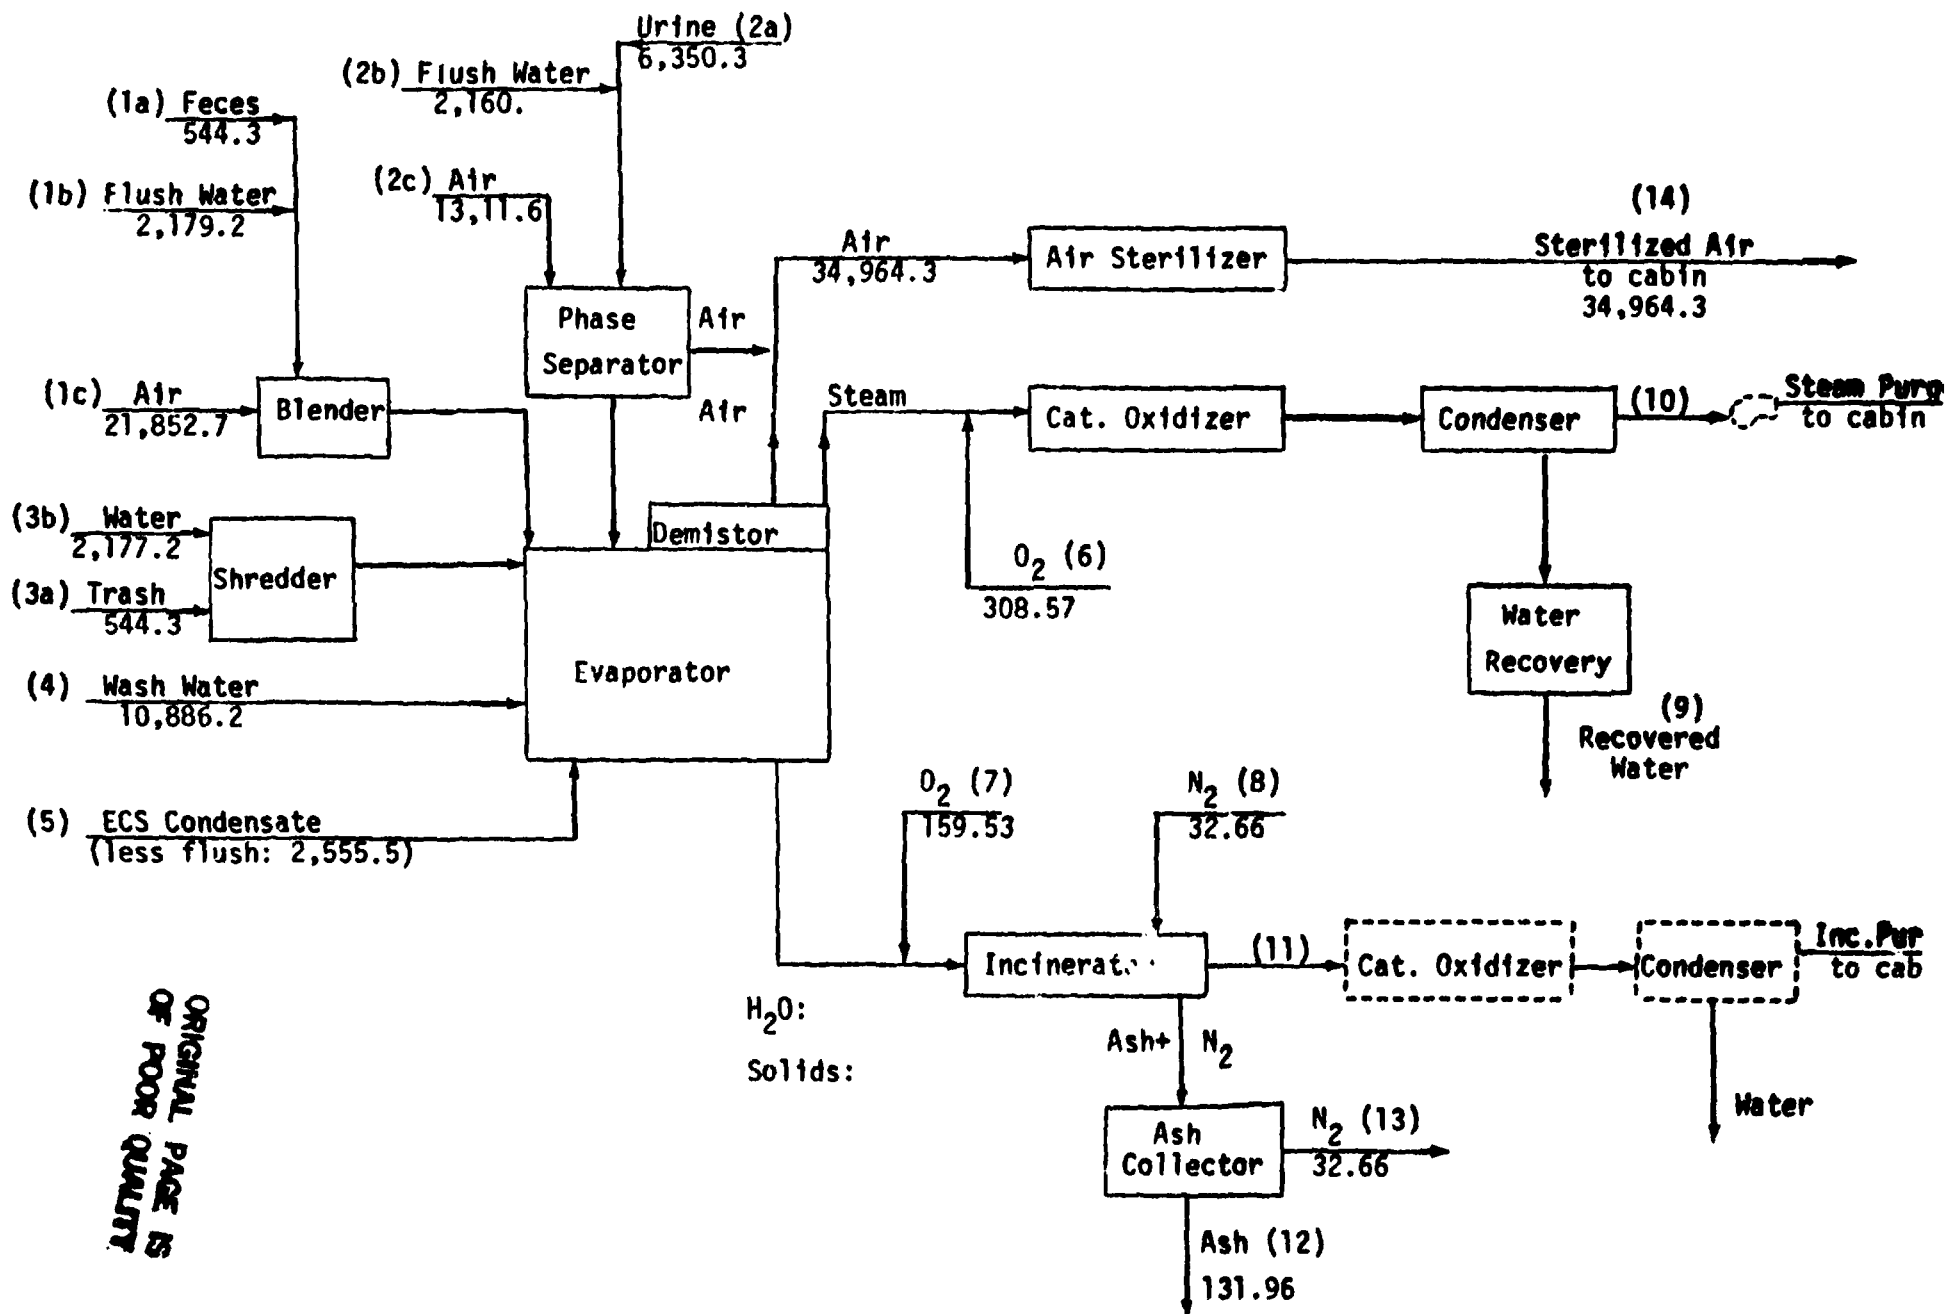 Urine (2a)
6,350.3
(2b) Flush Water
2,160.
(1a) Feces
544.3
(1b) Flush Water
2,179.2
(2c) Air
13,11.6
(14)
Sterilized Air
to cabin
34,964.3
Air
34,964.3
Air Sterilizer
Phase
Separator
Air
Air
(1c) Air
21,852.7
Blender
Steam
Cat. Oxidizer
Condenser
(10)
Steam Purg
to cabin
(3b) Water
2,177.2
(3a) Trash
544.3
Shredder
Demistor
O2 (6)
308.57
Water
Recovery
Evaporator
(4) Wash Water
10,886.2
(9)
Recovered
Water
(5) ECS Condensate
(less flush: 2,555.5)
O2 (7)
159.53
N2 (8)
32.66
Incinerat
(11)
Cat. Oxidizer
Condenser
Inc.Pur
to cab
H2O:
Solids:
Ash+ N2
Water
Ash
Collector
N2 (13)
32.66
Ash (12)
131.96
ORIGINAL PAGE IS
OF POOR QUALITY